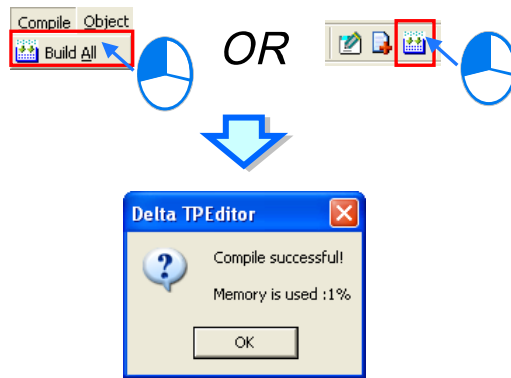 Compile Object
Build All
OR
Delta TPEditor
Compile successful!
Memory is used :1%
OK